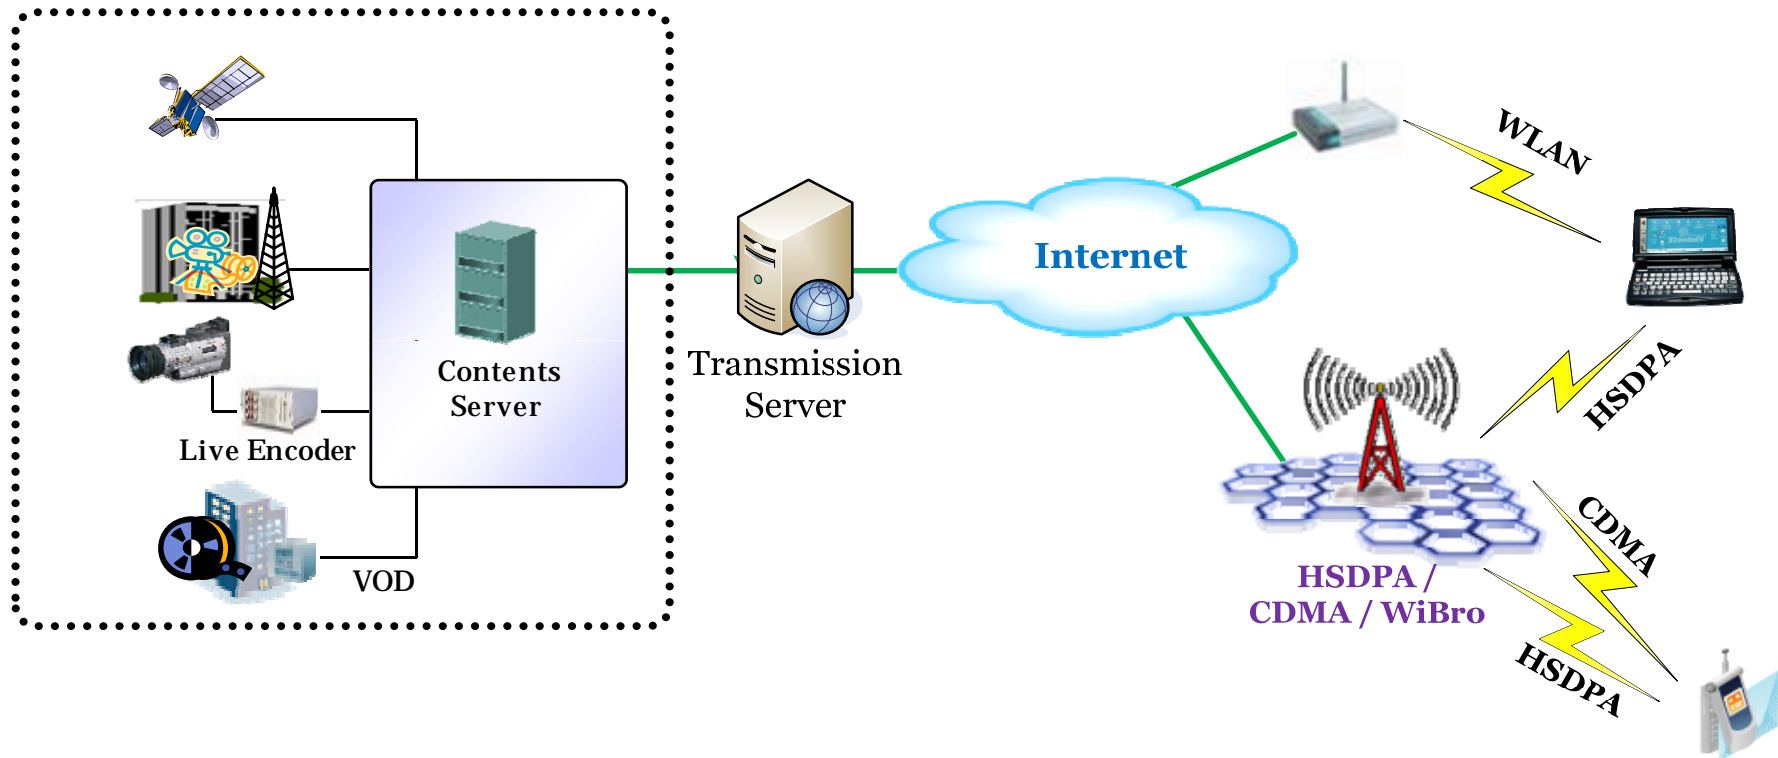 WLAN
Internet
Contents
Server
Transmission
Server
HSDPA
Live Encoder
VOD
CDMA
HSDPA /
CDMA / WiBro
HSDPA